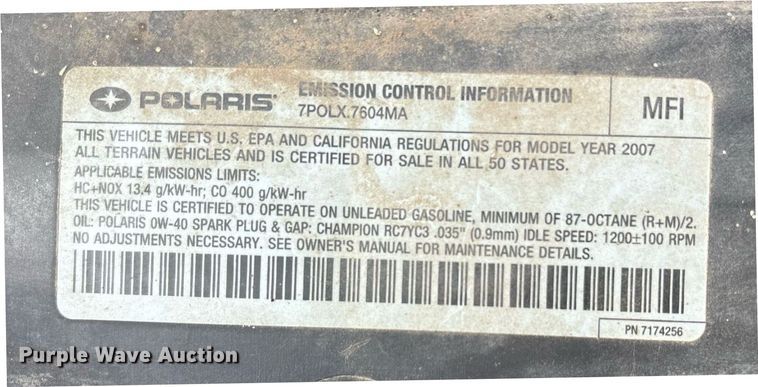 POLARIS
EMISSION CONTROL INFORMATION
7POLX.7604MA
MFI
THIS VEHICLE MEETS U.S. EPA AND CALIFORNIA REGULATIONS FOR MODEL YEAR 2007
ALL TERRAIN VEHICLES AND IS CERTIFIED FOR SALE IN ALL 50 STATES.
APPLICABLE EMISSIONS LIMITS:
HC+NOX 13.4 g/kW-hr; CO 400 g/kW-hr
THIS VEHICLE IS CERTIFIED TO OPERATE ON UNLEADED GASOLINE, MINIMUM OF 87-OCTANE (R+M)/2.
OIL: POLARIS 0W-40 SPARK PLUG & GAP: CHAMPION RC7YC3 .035" (0.9mm) IDLE SPEED: 1200±100 RPM
NO ADJUSTMENTS NECESSARY. SEE OWNER'S MANUAL FOR MAINTENANCE DETAILS.
PN 7174256
Purple Wave Auction